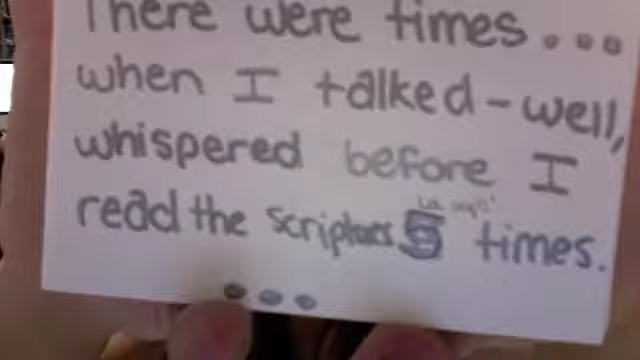 There were times...
when I talked-well,
whispered before I
read the scriptures 5 times.
...